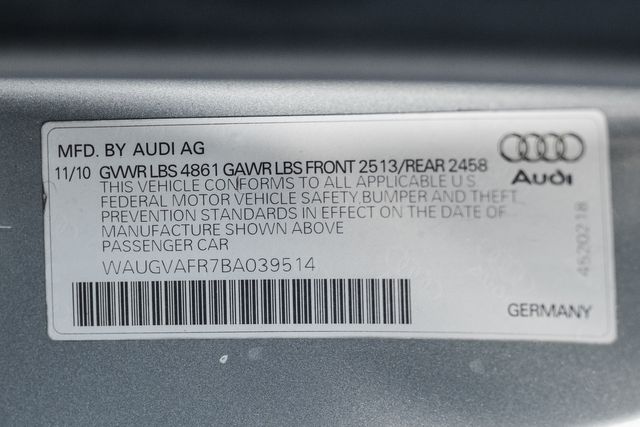 MFD. BY AUDI AG
11/10 GVWR LBS 4861 GAWR LBS FRONT 2513/REAR 2458
THIS VEHICLE CONFORMS TO ALL APPLICABLE U S
FEDERAL MOTOR VEHICLE SAFETY,BUMPER AND THEFT
PREVENTION STANDARDS IN EFFECT ON THE DATE OF
MANUFACTURE SHOWN ABOVE
PASSENGER CAR
WAUGVAFR7BA039514
Audi
4620218
GERMANY